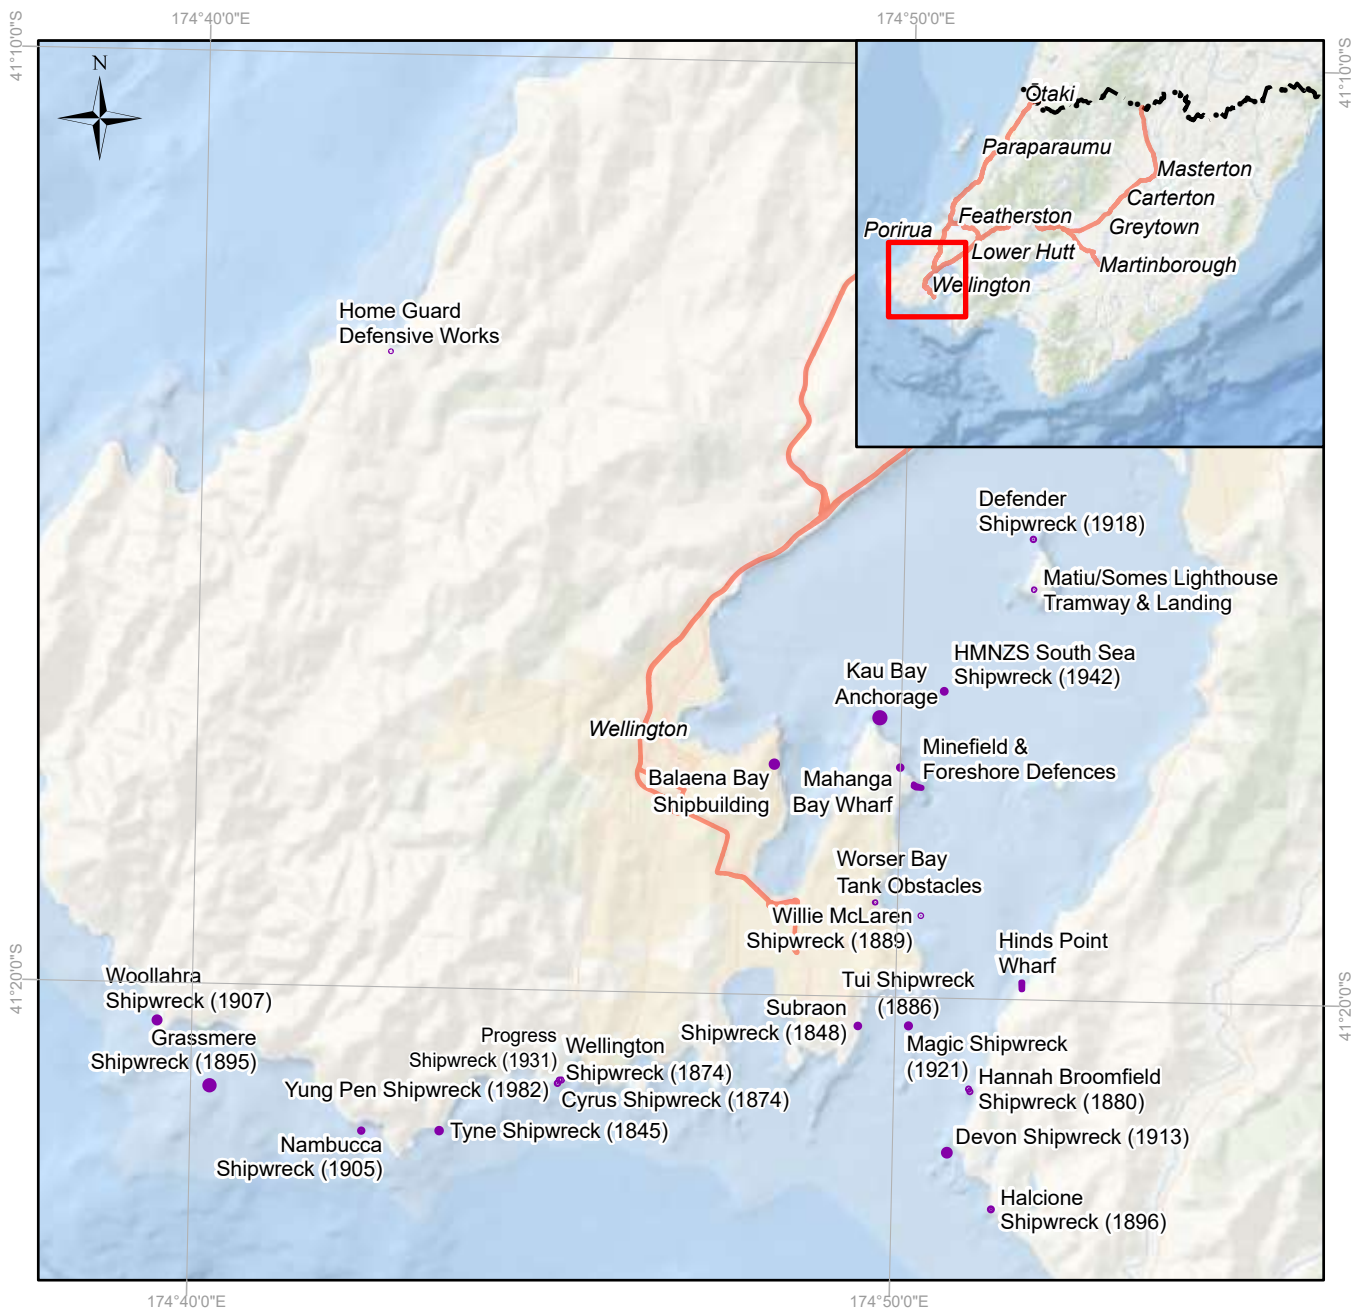 174°40'0"E
174°50'0"E
41°10'0"S
41°10'0"S
N
Ōtaki
Paraparaumu
Masterton
Carterton
Featherston
Greytown
Porirua
Lower Hutt
Martinborough
Wellington
Home Guard
Defensive Works
Defender
Shipwreck (1918)
Matiu/Somes Lighthouse
Tramway & Landing
HMNZS South Sea
Shipwreck (1942)
Kau Bay
Anchorage
Wellington
Minefield &
Foreshore Defences
Balaena Bay
Shipbuilding
Mahanga
Bay Wharf
Worser Bay
Tank Obstacles
Willie McLaren
Shipwreck (1889)
Hinds Point
Wharf
41°20'0"S
41°20'0"S
Woollahra
Shipwreck (1907)
Tui Shipwreck
(1886)
Subraon
Shipwreck (1848)
Grassmere
Shipwreck (1895)
Progress
Shipwreck (1931)
Wellington
Shipwreck (1874)
Magic Shipwreck
(1921)
Yung Pen Shipwreck (1982)
Cyrus Shipwreck (1874)
Hannah Broomfield
Shipwreck (1880)
Nambucca
Shipwreck (1905)
Tyne Shipwreck (1845)
Devon Shipwreck (1913)
Halcione
Shipwreck (1896)
174°40'0"E
174°50'0"E